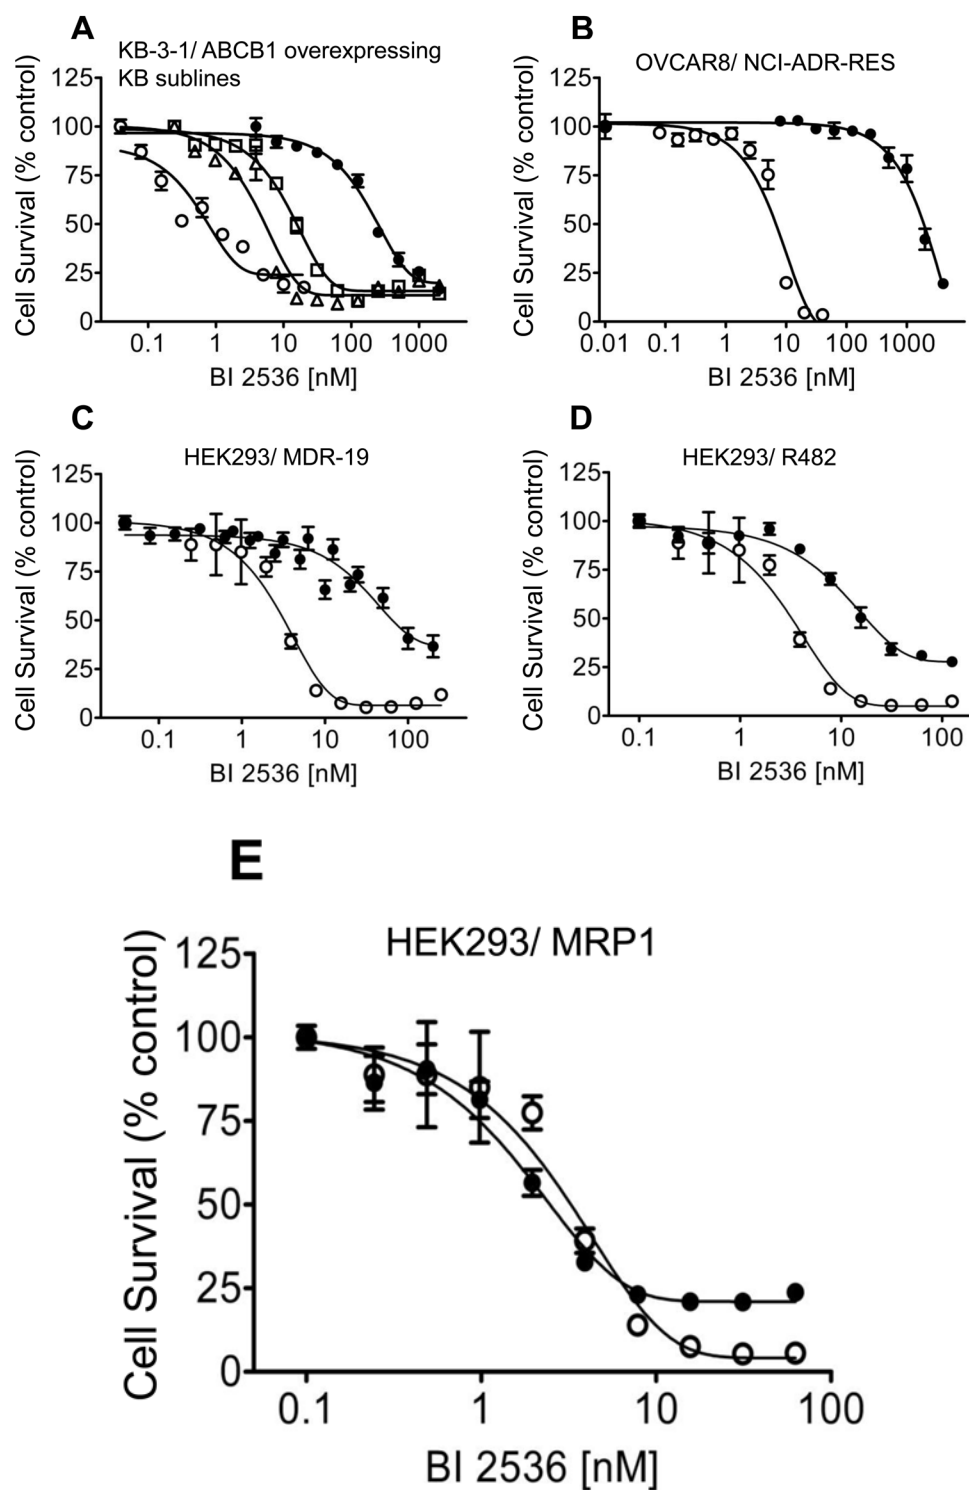 A
KB-3-1/ ABCB1 overexpressing
KB sublines
Cell Survival (% control)
125
100
75
50
25
0
0.1 1 10 100 1000
BI 2536 [nM]
B
OVCAR8/ NCI-ADR-RES
Cell Survival (% control)
125
100
75
50
25
0
0.01 0.1 1 10 100 1000
BI 2536 [nM]
C
HEK293/ MDR-19
Cell Survival (% control)
125
100
75
50
25
0
0.1 1 10 100
BI 2536 [nM]
D
HEK293/ R482
Cell Survival (% control)
125
100
75
50
25
0
0.1 1 10 100
BI 2536 [nM]
E
HEK293/ MRP1
Cell Survival (% control)
125
100
75
50
25
0
0.1 1 10 100
BI 2536 [nM]